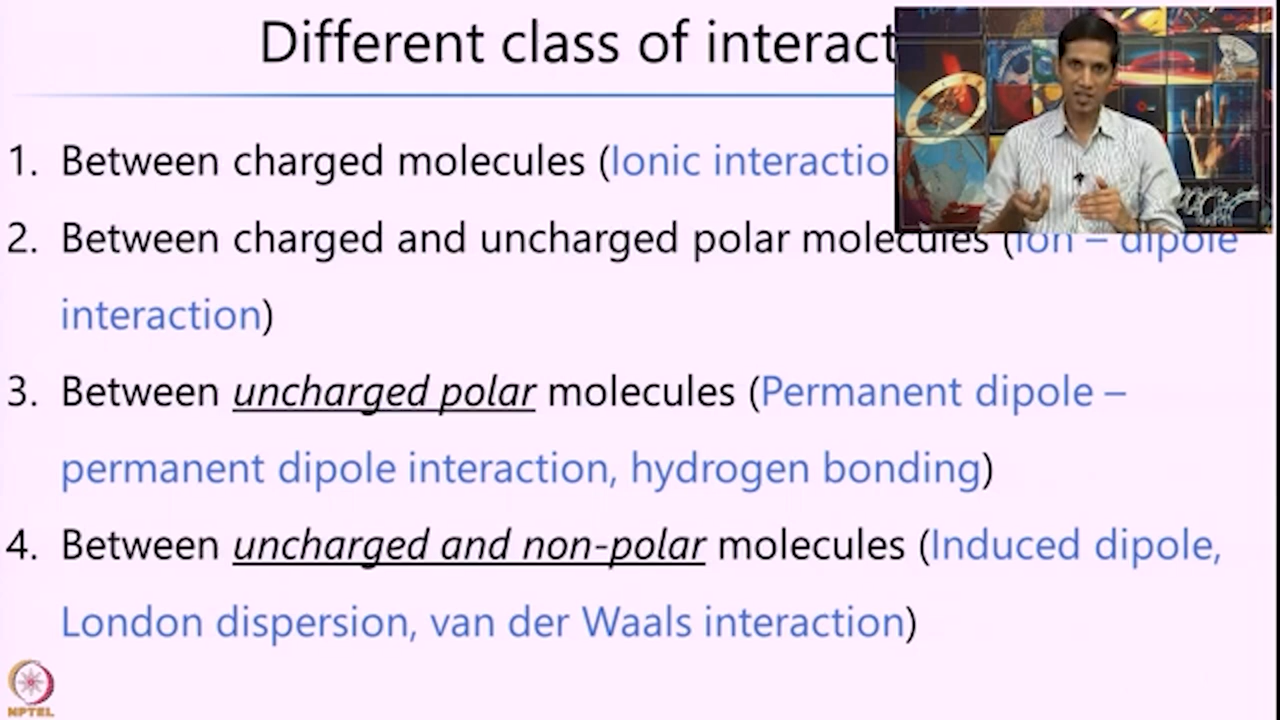 Different class of interact
1. Between charged molecules (Ionic interactio
2. Between charged and uncharged polar molecules (Ion – dipole
interaction)
3. Between uncharged polar molecules (Permanent dipole –
permanent dipole interaction, hydrogen bonding)
4. Between uncharged and non-polar molecules (Induced dipole,
London dispersion, van der Waals interaction)
NPTEL